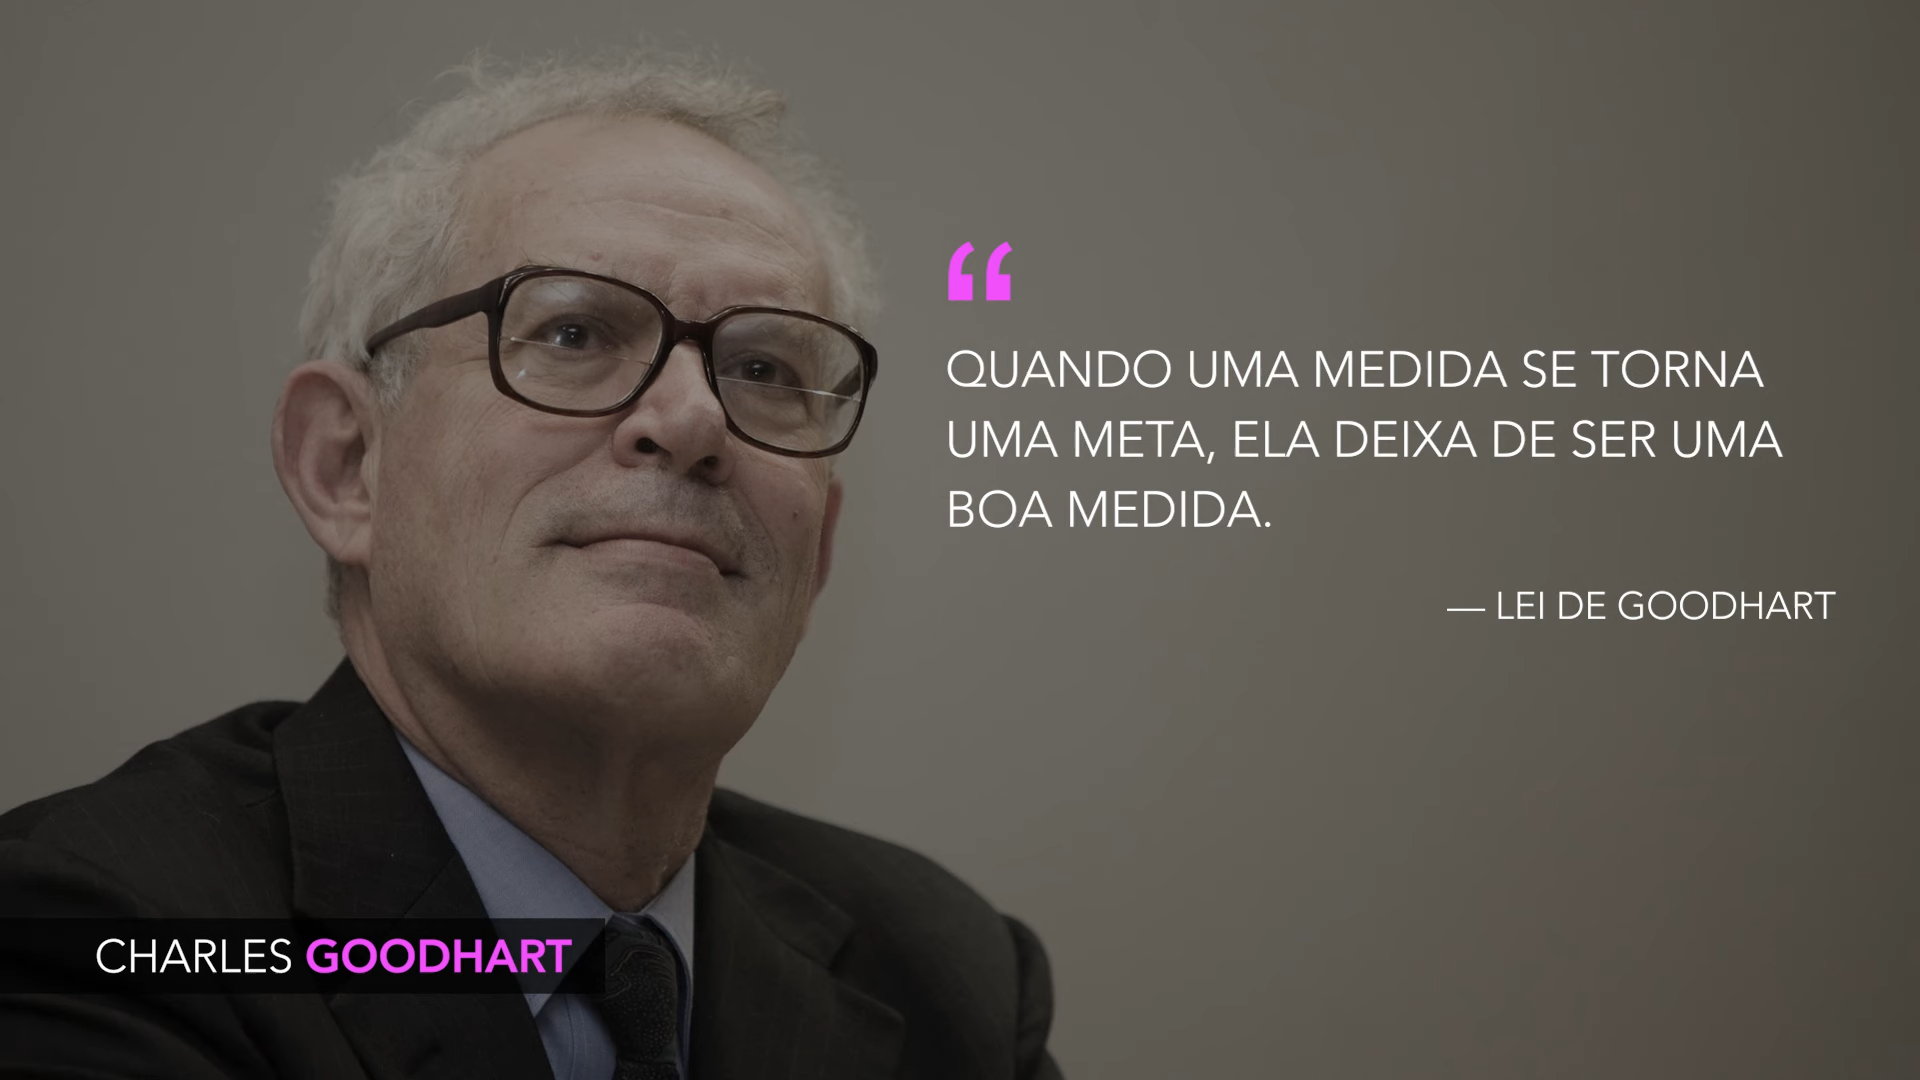 “
QUANDO UMA MEDIDA SE TORNA
UMA META, ELA DEIXA DE SER UMA
BOA MEDIDA.
— LEI DE GOODHART
CHARLES GOODHART